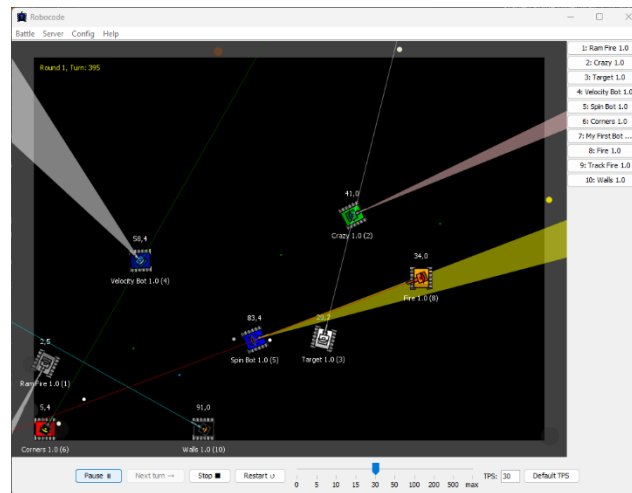 Robocode
Battle Server Config Help
Round 1, Turn: 395
1: Ram Fire 1.0
2: Crazy 1.0
3: Target 1.0
4: Velocity Bot 1.0
5: Spin Bot 1.0
6: Corners 1.0
7: My First Bot ...
8: Fire 1.0
9: Track Fire 1.0
10: Walls 1.0
41,0
Crazy 1.0 (2)
58,4
Velocity Bot 1.0 (4)
34,0
Fire 1.0 (8)
83,4
Spin Bot 1.0 (5)
Target 1.0 (3)
Ram Fire 1.0 (1)
5,4
Corners 1.0 (6)
91,0
Walls 1.0 (10)
Pause Next turn → Stop Restart ↺
0 5 10 15 30 50 100 200 500 max
TPS: 30 Default TPS